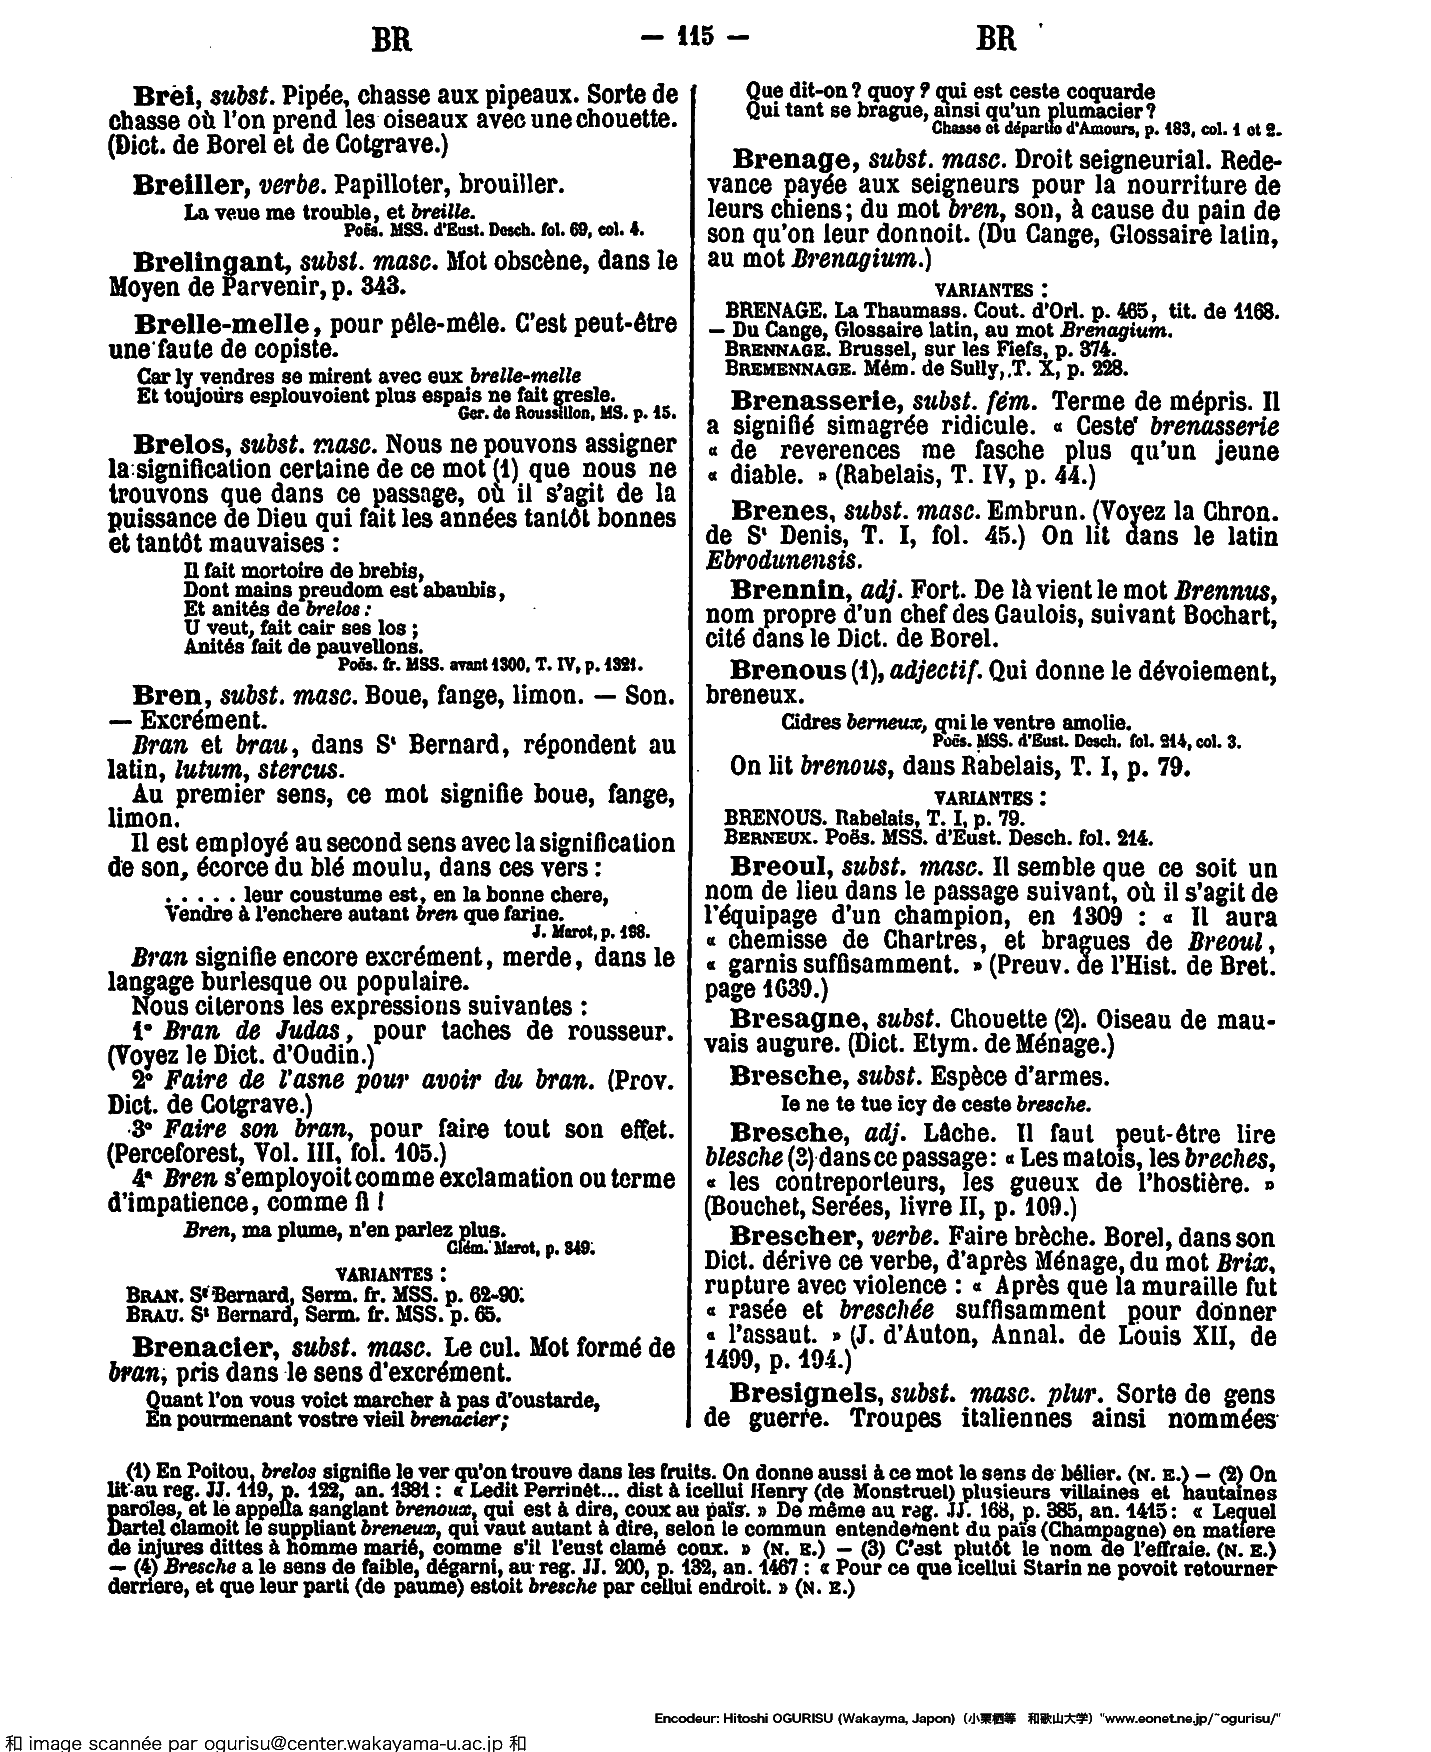 BR — 115 — BR
Brei, subst. Pipée, chasse aux pipeaux. Sorte de
chasse où l'on prend les oiseaux avec une chouette.
(Dict. de Borel et de Cotgrave.)
Breiller, verbe. Papilloter, brouiller.
La veue me trouble, et breille.
Poës. MSS. d'Eust. Desch. fol. 69, col. 4.
Brelingant, subst. masc. Mot obscène, dans le
Moyen de Parvenir, p. 343.
Brelle-melle, pour pêle-mêle. C'est peut-être
une faute de copiste.
Car ly vendres se mirent avec eux brelle-melle
Et toujours esplouvoient plus espais ne fait gresle.
Ger. de Roussillon, MS. p. 15.
Brelos, subst. masc. Nous ne pouvons assigner
la signification certaine de ce mot (1) que nous ne
trouvons que dans ce passage, où il s'agit de la
puissance de Dieu qui fait les années tantôt bonnes
et tantôt mauvaises :
Il fait mortoire de brebis,
Dont mains preudom est abaubis,
Et anités de brelos :
U veut, fait cair ses los ;
Anités fait de pauvellons.
Poës. fr. MSS. avant 1300, T. IV, p. 1321.
Bren, subst. masc. Boue, fange, limon. — Son.
— Excrément.
Bran et brau, dans St Bernard, répondent au
latin, lutum, stercus.
Au premier sens, ce mot signifie boue, fange,
limon.
Il est employé au second sens avec la signification
de son, écorce du blé moulu, dans ces vers :
. . . . . leur coustume est, en la bonne chere,
Vendre à l'enchere autant bren que farine.
J. Marot, p. 198.
Bran signifie encore excrément, merde, dans le
langage burlesque ou populaire.
Nous citerons les expressions suivantes :
1° Bran de Judas, pour taches de rousseur.
(Voyez le Dict. d'Oudin.)
2° Faire de l'asne pour avoir du bran. (Prov.
Dict. de Cotgrave.)
3° Faire son bran, pour faire tout son effet.
(Perceforest, Vol. III, fol. 105.)
4° Bren s'employoit comme exclamation ou terme
d'impatience, comme fi !
Bren, ma plume, n'en parlez plus.
Clém. Marot, p. 349.
VARIANTES :
BRAN. St Bernard, Serm. fr. MSS. p. 62-90.
BRAU. St Bernard, Serm. fr. MSS. p. 65.
Brenacier, subst. masc. Le cul. Mot formé de
bran, pris dans le sens d'excrément.
Quant l'on vous voict marcher à pas d'oustarde,
En pourmenant vostre vieil brenacier;
Que dit-on ? quoy ? qui est ceste coquarde
Qui tant se brague, ainsi qu'un plumacier ?
Chasse et départie d'Amours, p. 183, col. 1 et 2.
Brenage, subst. masc. Droit seigneurial. Rede-
vance payée aux seigneurs pour la nourriture de
leurs chiens ; du mot bren, son, à cause du pain de
son qu'on leur donnoit. (Du Cange, Glossaire latin,
au mot Brenagium.)
VARIANTES :
BRENAGE. La Thaumass. Cout. d'Orl. p. 465, tit. de 1168.
— Du Cange, Glossaire latin, au mot Brenagium.
BRENNAGE. Brussel, sur les Fiefs, p. 374.
BREMENNAGE. Mém. de Sully, T. X, p. 228.
Brenasserie, subst. fém. Terme de mépris. Il
a signifié simagrée ridicule. « Ceste brenasserie
« de reverences me fasche plus qu'un jeune
« diable. » (Rabelais, T. IV, p. 44.)
Brenes, subst. masc. Embrun. (Voyez la Chron.
de St Denis, T. I, fol. 45.) On lit dans le latin
Ebrodunensis.
Brennin, adj. Fort. De là vient le mot Brennus,
nom propre d'un chef des Gaulois, suivant Bochart,
cité dans le Dict. de Borel.
Brenous (1), adjectif. Qui donne le dévoiement,
breneux.
Cidres berneux, qui le ventre amolie.
Poës. MSS. d'Eust. Desch. fol. 214, col. 3.
On lit brenous, dans Rabelais, T. I, p. 79.
VARIANTES :
BRENOUS. Rabelais, T. I, p. 79.
BERNEUX. Poës. MSS. d'Eust. Desch. fol. 214.
Breoul, subst. masc. Il semble que ce soit un
nom de lieu dans le passage suivant, où il s'agit de
l'équipage d'un champion, en 1309 : « Il aura
« chemisse de Chartres, et bragues de Breoul,
« garnis suffisamment. » (Preuv. de l'Hist. de Bret.
page 1639.)
Bresagne, subst. Chouette (2). Oiseau de mau-
vais augure. (Dict. Etym. de Ménage.)
Bresche, subst. Espèce d'armes.
Ie ne te tue icy de ceste bresche.
Bresche, adj. Lâche. Il faut peut-être lire
blesche (3) dans ce passage : « Les matois, les breches,
« les contreporteurs, les gueux de l'hostière. »
(Bouchet, Serées, livre II, p. 109.)
Brescher, verbe. Faire brèche. Borel, dans son
Dict. dérive ce verbe, d'après Ménage, du mot Brix,
rupture avec violence : « Après que la muraille fut
« rasée et breschée suffisamment pour donner
« l'assaut. » (J. d'Auton, Annal. de Louis XII, de
1499, p. 194.)
Bresignels, subst. masc. plur. Sorte de gens
de guerre. Troupes italiennes ainsi nommées
(1) En Poitou, brelos signifie le ver qu'on trouve dans les fruits. On donne aussi à ce mot le sens de bélier. (N. E.) — (2) On
lit au reg. JJ. 119, p. 122, an. 1381 : « Ledit Perrinet... dist à icellui Henry (de Monstruel) plusieurs villaines et hautaines
paroles, et le appella sanglant brenoux, qui est à dire, coux au païs. » De même au reg. JJ. 168, p. 385, an. 1415 : « Lequel
Dartel clamoit le suppliant breneux, qui vaut autant à dire, selon le commun entendement du païs (Champagne) en matiere
de injures dittes à homme marié, comme s'il l'eust clamé coux. » (N. E.) — (3) C'est plutôt le nom de l'effraie. (N. E.)
— (4) Bresche a le sens de faible, dégarni, au reg. JJ. 200, p. 132, an. 1467 : « Pour ce que icellui Starin ne povoit retourner
derriere, et que leur parti (de paume) estoit bresche par cellui endroit. » (N. E.)
Encodeur: Hitoshi OGURISU (Wakayma, Japon) (小栗栖等 和歌山大学) "www.eonet.ne.jp/~ogurisu/"
和 image scannée par ogurisu@center.wakayama-u.ac.jp 和